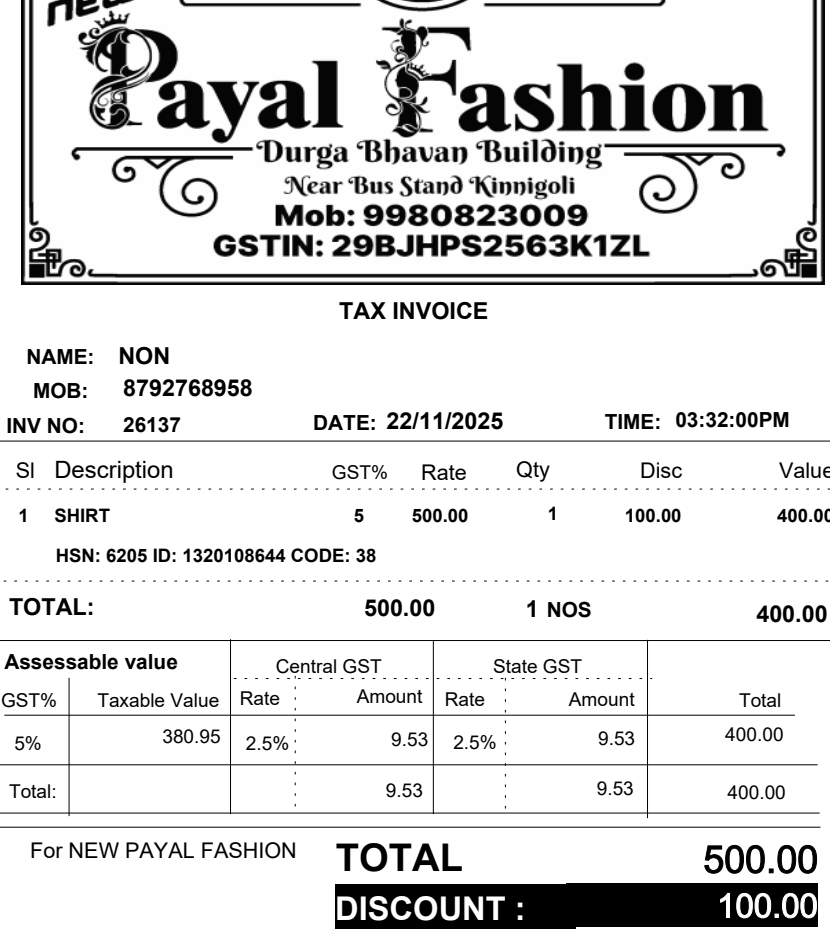 new
Payal Fashion
Durga Bhavan Building
Near Bus Stand Kinnigoli
Mob: 9980823009
GSTIN: 29BJHPS2563K1ZL
TAX INVOICE
NAME: NON
MOB: 8792768958
INV NO: 26137 DATE: 22/11/2025 TIME: 03:32:00PM
Sl Description GST% Rate Qty Disc Value
1 SHIRT 5 500.00 1 100.00 400.00
HSN: 6205 ID: 1320108644 CODE: 38
TOTAL: 500.00 1 NOS 400.00
Assessable value Central GST State GST
GST% Taxable Value Rate Amount Rate Amount Total
5% 380.95 2.5% 9.53 2.5% 9.53 400.00
Total: 9.53 9.53 400.00
For NEW PAYAL FASHION TOTAL 500.00
DISCOUNT : 100.00